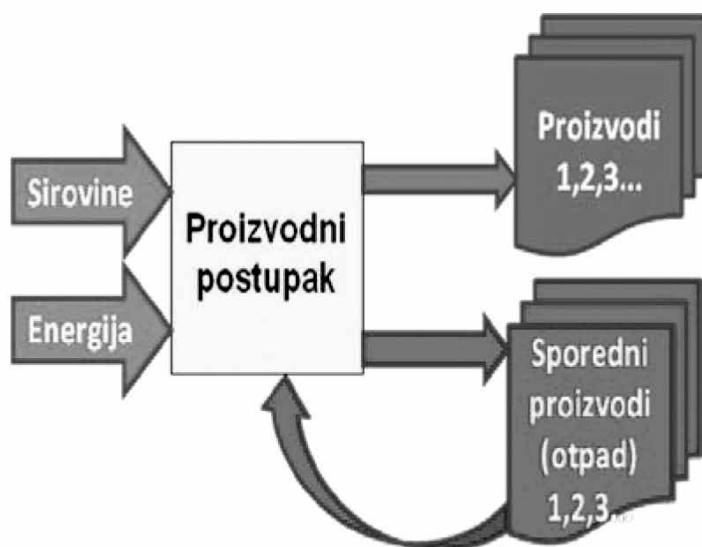 Sirovine
Energija
Proizvodni
postupak
Proizvodi
1,2,3...
Sporedni
proizvodi
(otpad)
1,2,3...